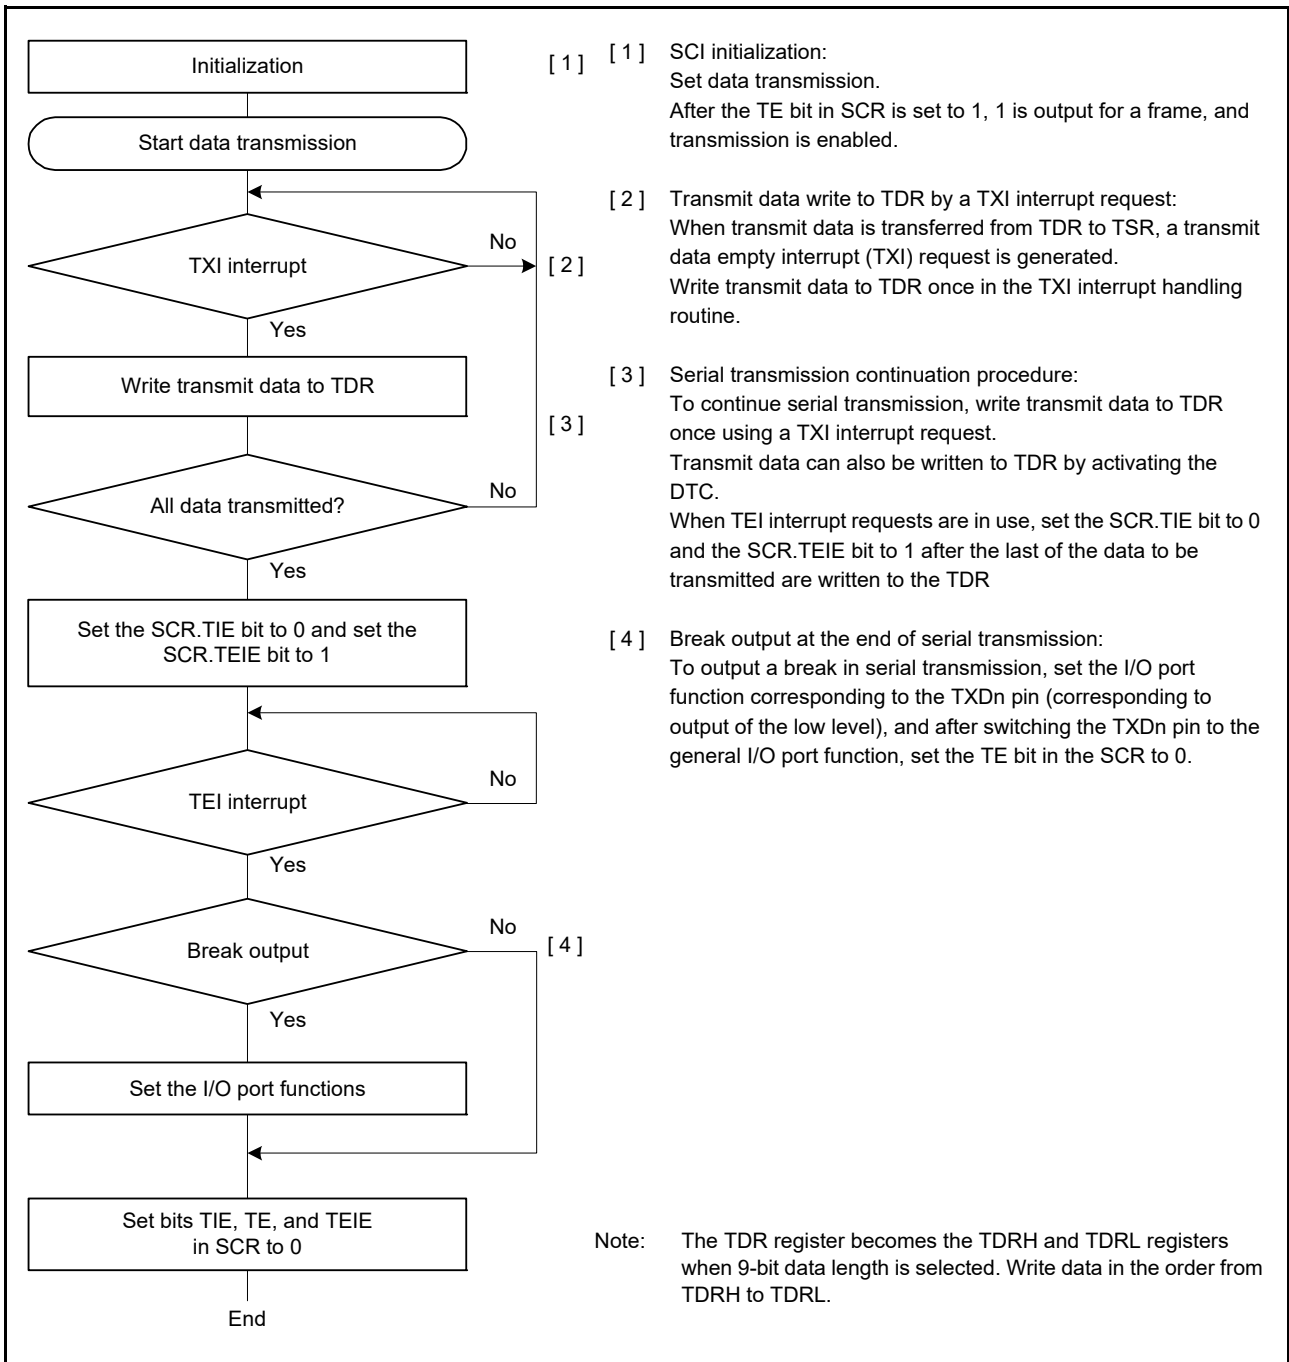 Initialization
[ 1 ]
Start data transmission
No
TXI interrupt
[ 2 ]
Yes
Write transmit data to TDR
[ 3 ]
No
All data transmitted?
Yes
Set the SCR.TIE bit to 0 and set the
SCR.TEIE bit to 1
No
TEI interrupt
Yes
No
Break output
[ 4 ]
Yes
Set the I/O port functions
Set bits TIE, TE, and TEIE
in SCR to 0
End
[ 1 ] SCI initialization:
Set data transmission.
After the TE bit in SCR is set to 1, 1 is output for a frame, and
transmission is enabled.
[ 2 ] Transmit data write to TDR by a TXI interrupt request:
When transmit data is transferred from TDR to TSR, a transmit
data empty interrupt (TXI) request is generated.
Write transmit data to TDR once in the TXI interrupt handling
routine.
[ 3 ] Serial transmission continuation procedure:
To continue serial transmission, write transmit data to TDR
once using a TXI interrupt request.
Transmit data can also be written to TDR by activating the
DTC.
When TEI interrupt requests are in use, set the SCR.TIE bit to 0
and the SCR.TEIE bit to 1 after the last of the data to be
transmitted are written to the TDR
[ 4 ] Break output at the end of serial transmission:
To output a break in serial transmission, set the I/O port
function corresponding to the TXDn pin (corresponding to
output of the low level), and after switching the TXDn pin to the
general I/O port function, set the TE bit in the SCR to 0.
Note: The TDR register becomes the TDRH and TDRL registers
when 9-bit data length is selected. Write data in the order from
TDRH to TDRL.